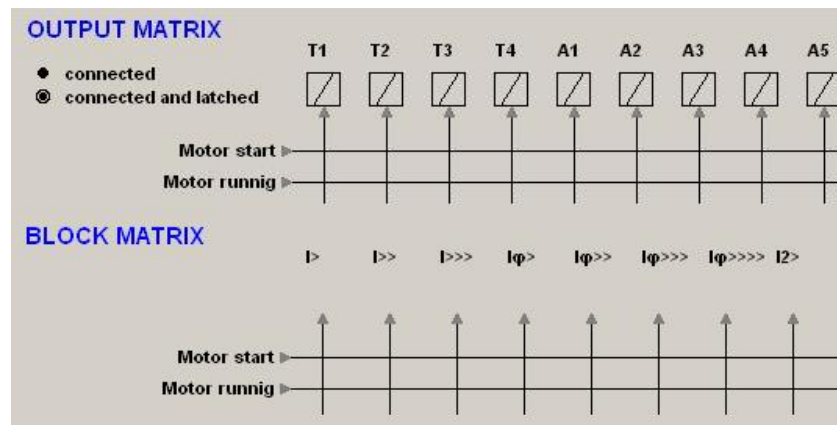 OUTPUT MATRIX
T1 T2 T3 T4 A1 A2 A3 A4 A5
connected
connected and latched
Motor start
Motor runnig
BLOCK MATRIX
I> I>> I>>> Iφ> Iφ>> Iφ>>> Iφ>>>> I2>
Motor start
Motor runnig